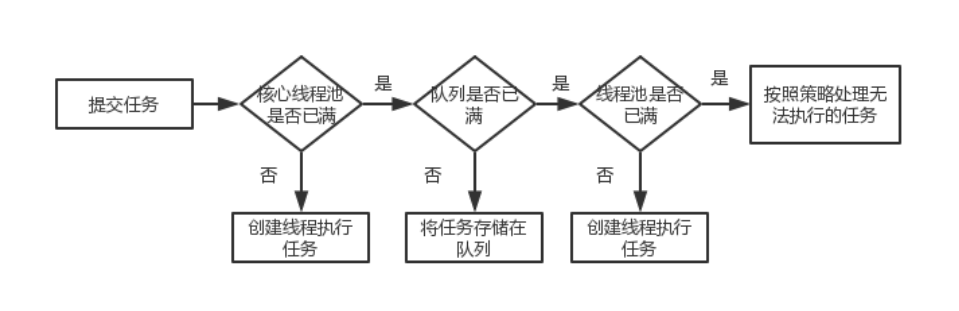 提交任务
核心线程池
是否已满
是
队列是否已
满
是
线程池是否
已满
是
按照策略处理无
法执行的任务
否
创建线程执行
任务
否
将任务存储在
队列
否
创建线程执行
任务